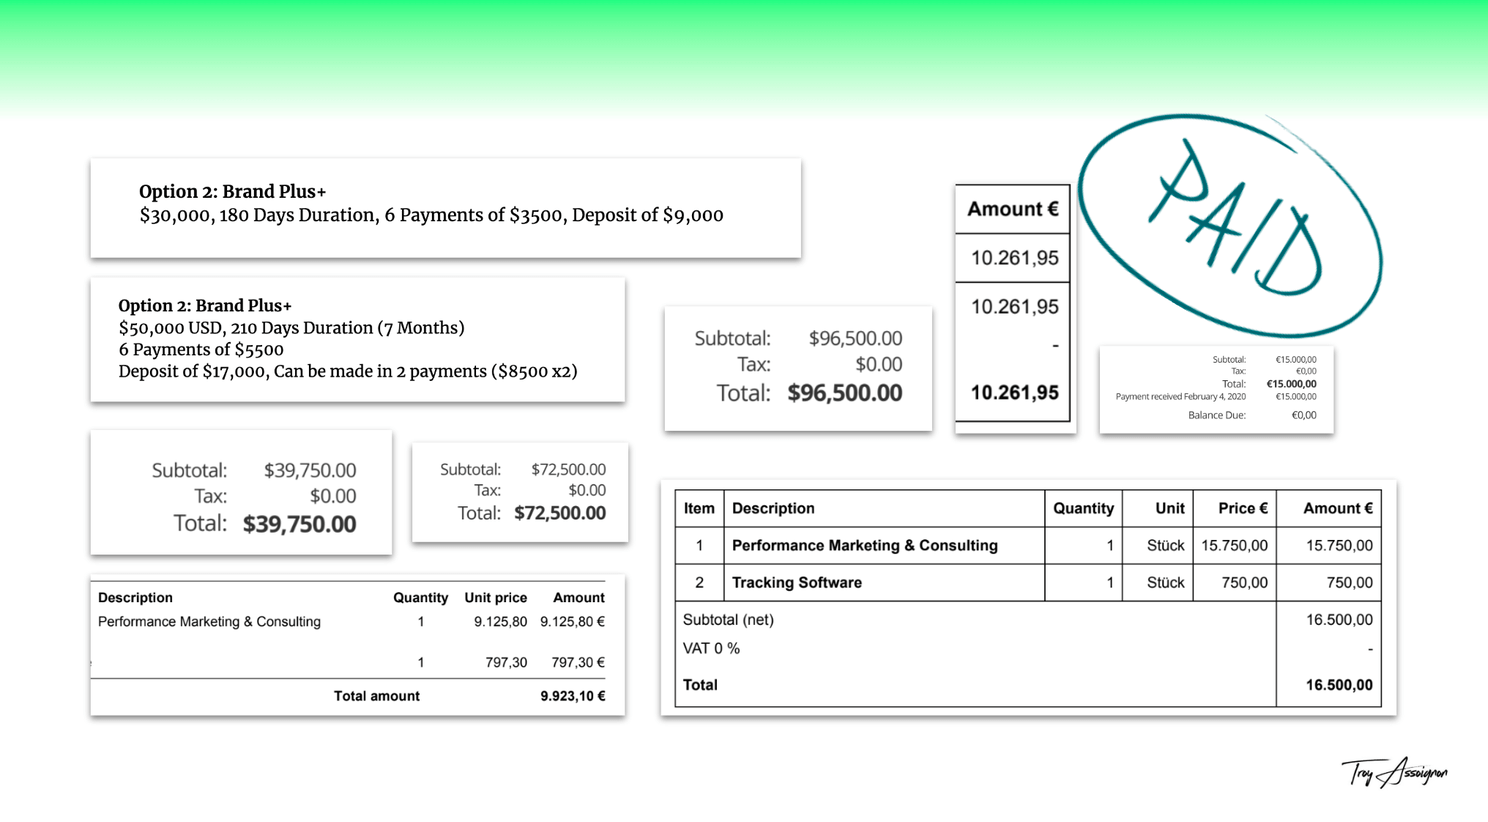 Option 2: Brand Plus+
$30,000, 180 Days Duration, 6 Payments of $3500, Deposit of $9,000
Option 2: Brand Plus+
$50,000 USD, 210 Days Duration (7 Months)
6 Payments of $5500
Deposit of $17,000, Can be made in 2 payments ($8500 x2)
Subtotal: $39,750.00
Tax: $0.00
Total: $39,750.00
Subtotal: $72,500.00
Tax: $0.00
Total: $72,500.00
Description Quantity Unit price Amount
Performance Marketing & Consulting 1 9.125,80 9.125,80 €
1 797,30 797,30 €
Total amount 9.923,10 €
Subtotal: $96,500.00
Tax: $0.00
Total: $96,500.00
Amount €
10.261,95
10.261,95
-
10.261,95
PAID
Subtotal: €15.000,00
Tax: €0,00
Total: €15.000,00
Payment received February 4, 2020 €15.000,00
Balance Due: €0,00
Item Description Quantity Unit Price € Amount €
1 Performance Marketing & Consulting 1 Stück 15.750,00 15.750,00
2 Tracking Software 1 Stück 750,00 750,00
Subtotal (net) 16.500,00
VAT 0 % -
Total 16.500,00
Troy Assoignon